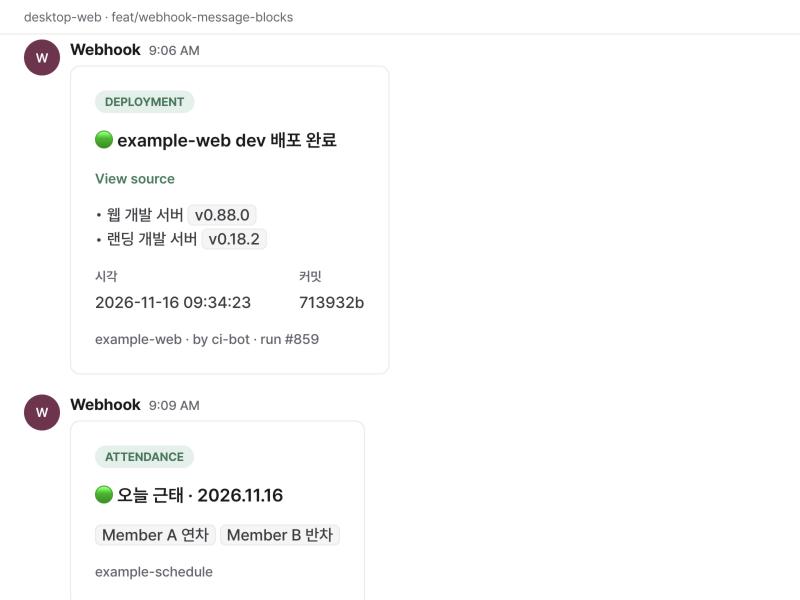 desktop-web · feat/webhook-message-blocks
W
Webhook 9:06 AM
DEPLOYMENT
example-web dev 배포 완료
View source
• 웹 개발 서버 v0.88.0
• 랜딩 개발 서버 v0.18.2
시각 커밋
2026-11-16 09:34:23 713932b
example-web · by ci-bot · run #859
W
Webhook 9:09 AM
ATTENDANCE
오늘 근태 · 2026.11.16
Member A 연차 Member B 반차
example-schedule